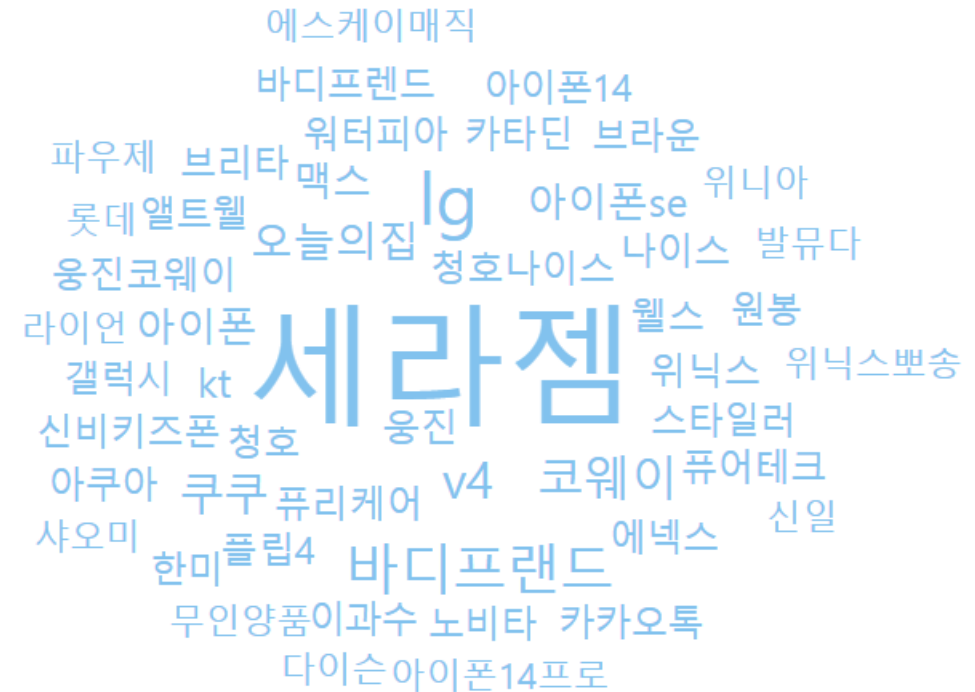 에스케이매직
바디프렌드 아이폰14
워터피아 카타딘 브라운
파우제 브리타 맥스 lg 아이폰se 위니아
롯데 앨트웰 오늘의집 청호나이스 나이스 발뮤다
웅진코웨이 웰스 원봉
라이언 아이폰 세라젬 위닉스 위닉스뽀송
갤럭시 kt 스타일러
신비키즈폰 청호 웅진
아쿠아 쿠쿠 퓨리케어 v4 코웨이 퓨어테크
샤오미 에넥스 신일
한미 플립4 바디프랜드
무인양품 이과수 노비타 카카오톡
다이슨 아이폰14프로